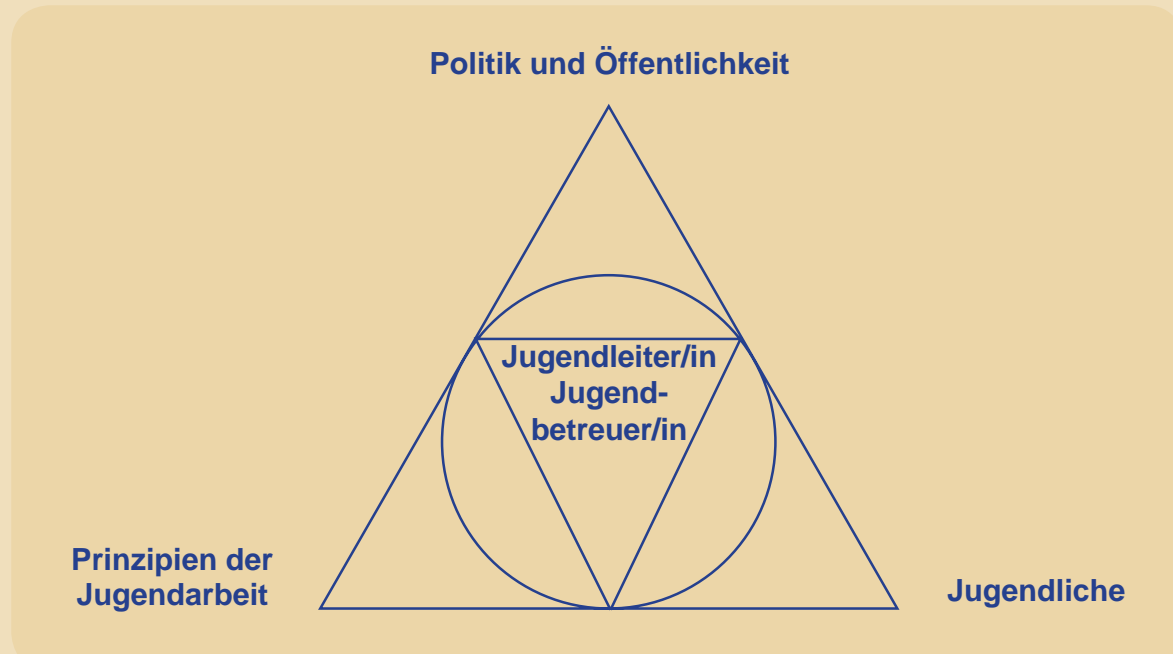 Politik und Öffentlichkeit
Jugendleiter/in
Jugend-
betreuer/in
Prinzipien der
Jugendarbeit
Jugendliche